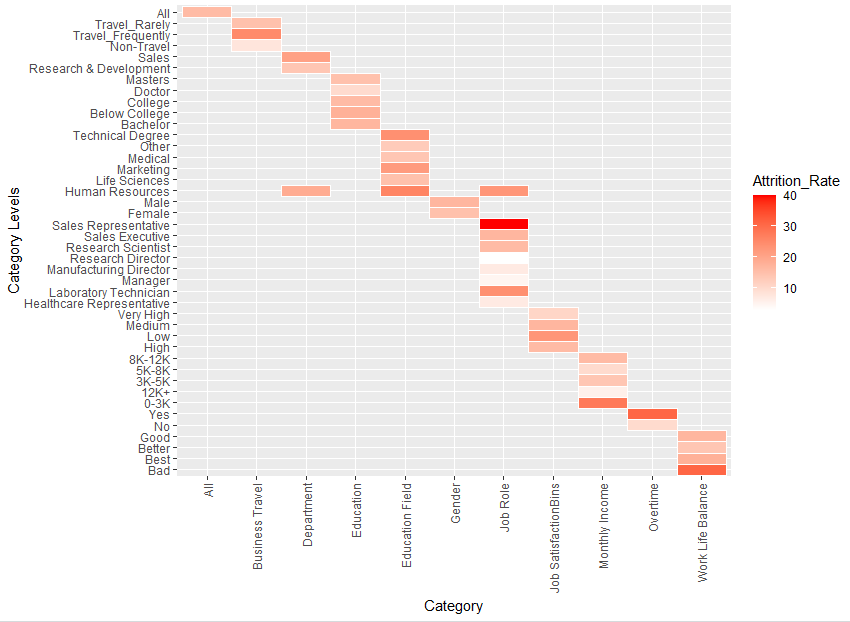 All
Travel_Rarely
Travel_Frequently
Non-Travel
Sales
Research & Development
Masters
Doctor
College
Below College
Bachelor
Technical Degree
Other
Medical
Marketing
Life Sciences
Human Resources
Male
Female
Sales Representative
Sales Executive
Research Scientist
Research Director
Manufacturing Director
Manager
Laboratory Technician
Healthcare Representative
Very High
Medium
Low
High
8K-12K
5K-8K
3K-5K
12K+
0-3K
Yes
No
Good
Better
Best
Bad
Category Levels
All
Business Travel
Department
Education
Education Field
Gender
Job Role
Job SatisfactionBins
Monthly Income
Overtime
Work Life Balance
Category
Attrition_Rate
40
30
20
10